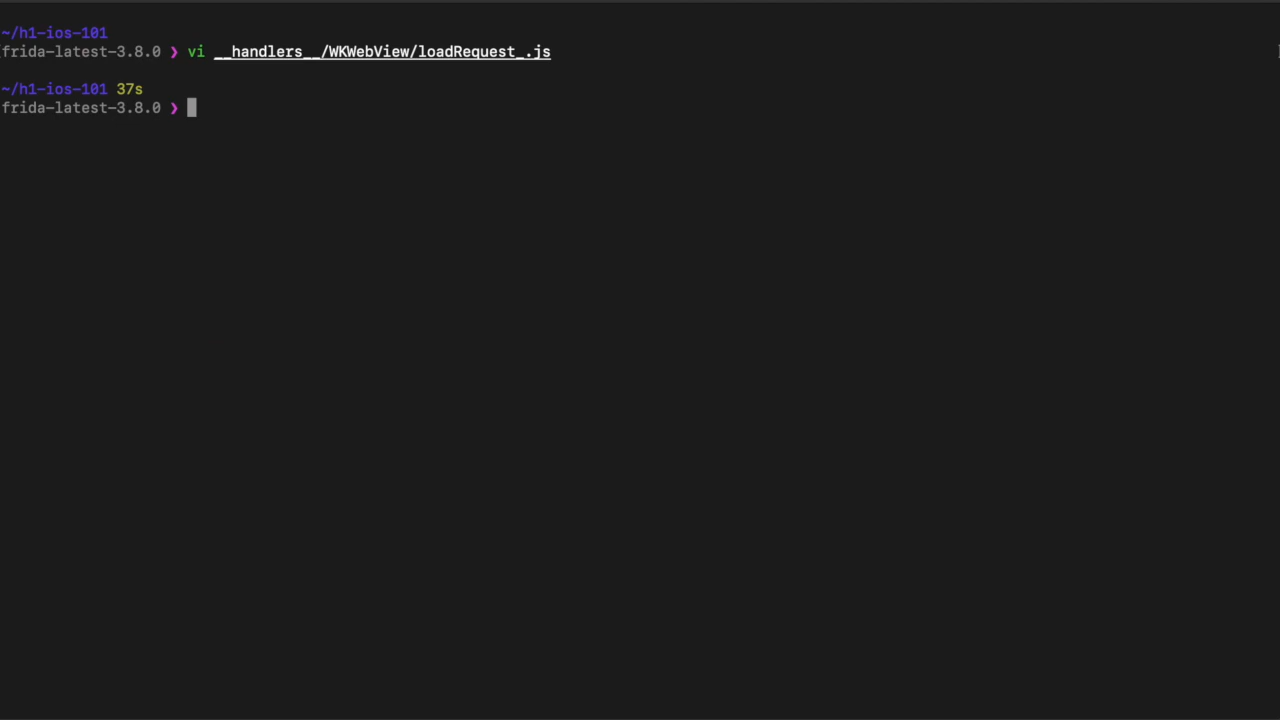 ~/h1-ios-101
frida-latest-3.8.0 ❯ vi __handlers__/WKWebView/loadRequest_.js
~/h1-ios-101 37s
frida-latest-3.8.0 ❯